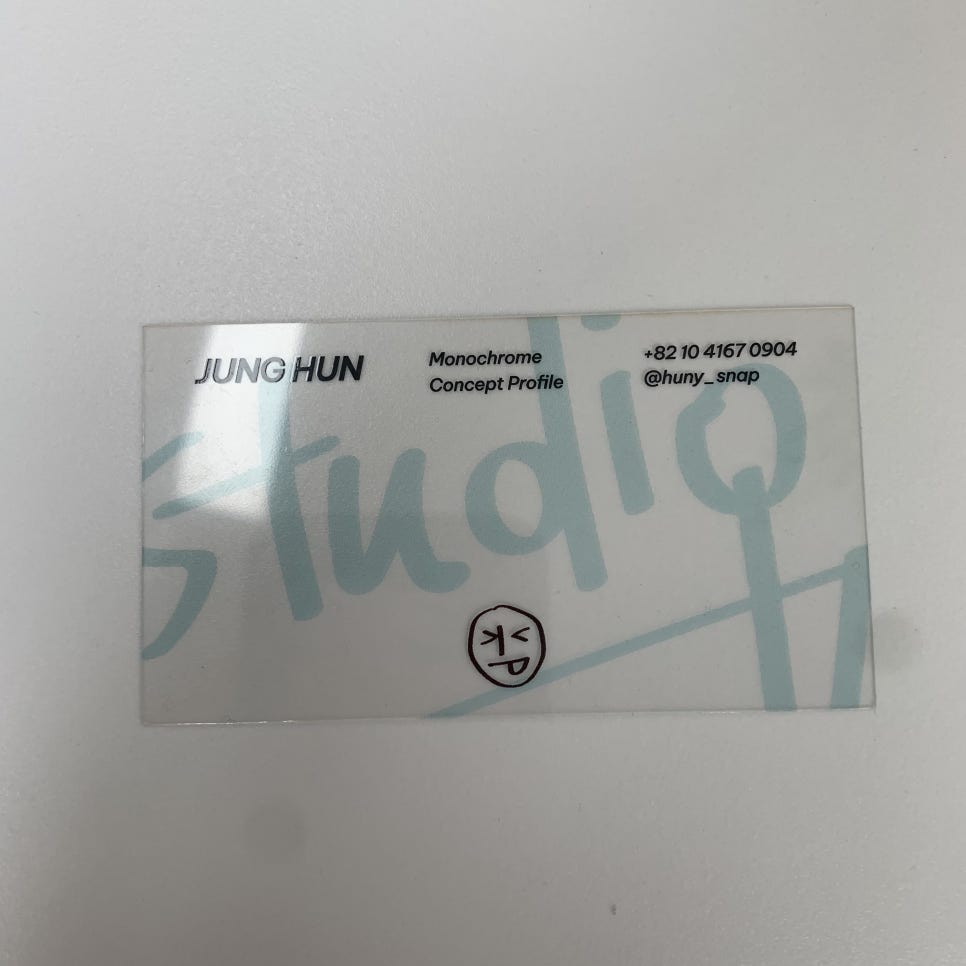 JUNG HUN
Monochrome
Concept Profile
+82 10 4167 0904
@huny_snap
studio